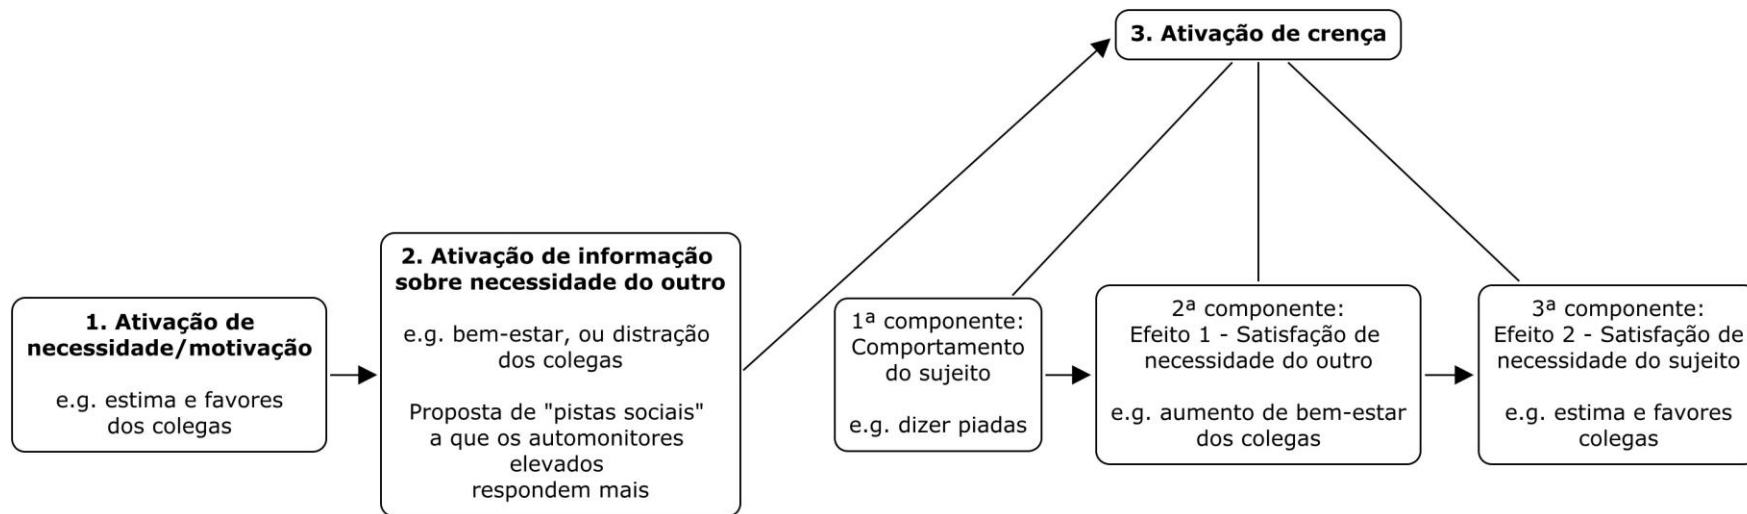 3. Ativação de crença
1. Ativação de
necessidade/motivação
e.g. estima e favores
dos colegas
2. Ativação de informação
sobre necessidade do outro
e.g. bem-estar, ou distração
dos colegas
Proposta de "pistas sociais"
a que os automonitores
elevados
respondem mais
1ª componente:
Comportamento
do sujeito
e.g. dizer piadas
2ª componente:
Efeito 1 - Satisfação de
necessidade do outro
e.g. aumento de bem-estar
dos colegas
3ª componente:
Efeito 2 - Satisfação de
necessidade do sujeito
e.g. estima e favores
colegas